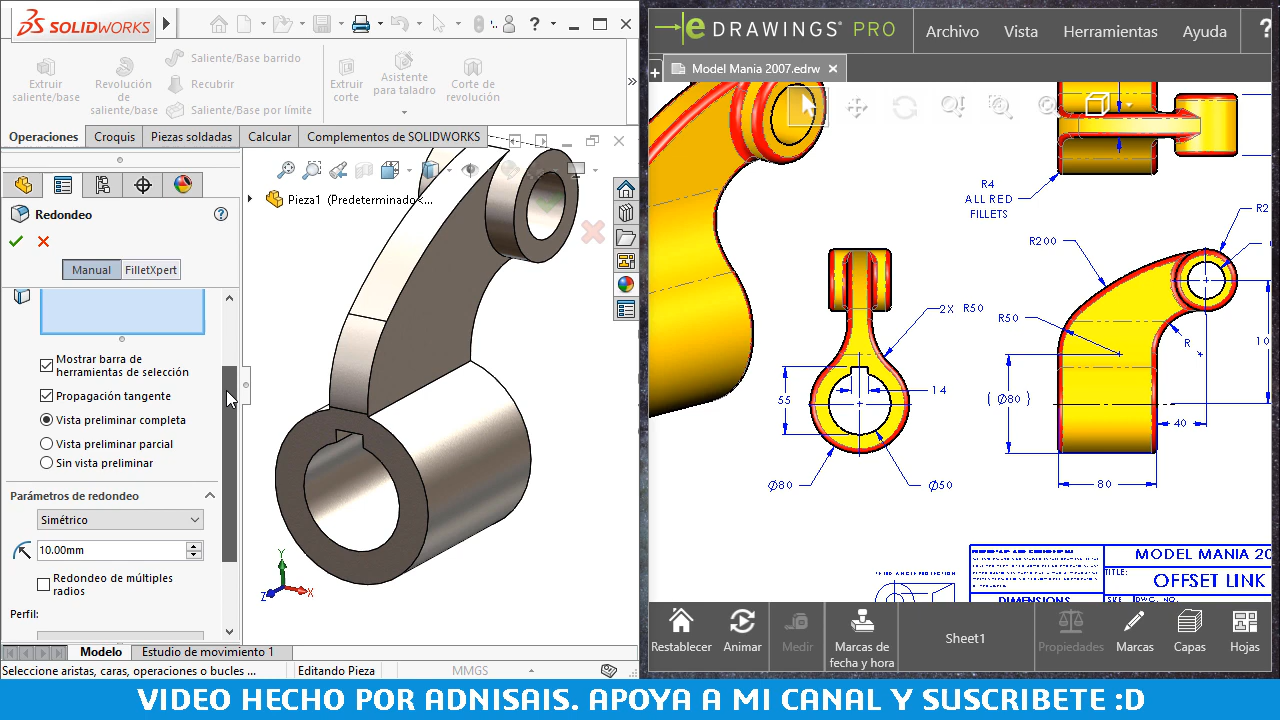 SOLIDWORKS
Extruir saliente/base
Revolución de saliente/base
Saliente/Base barrido
Recubrir
Saliente/Base por límite
Extruir corte
Asistente para taladro
Corte de revolución
Operaciones
Croquis
Piezas soldadas
Calcular
Complementos de SOLIDWORKS
Pieza1 (Predeterminado<...
Redondeo
Manual
FilletXpert
Mostrar barra de
herramientas de selección
Propagación tangente
Vista preliminar completa
Vista preliminar parcial
Sin vista preliminar
Parámetros de redondeo
Simétrico
10.00mm
Redondeo de múltiples
radios
Perfil:
Y
Z
X
Modelo
Estudio de movimiento 1
Seleccione aristas, caras, operaciones o bucles ...
Editando Pieza
MMGS
e DRAWINGS® PRO
Archivo
Vista
Herramientas
Ayuda
?
Model Mania 2007.edrw
R4
ALL RED
FILLETS
R200
R2
2X R50
R50
R
10
55
14
{ Ø80 }
40
Ø80
Ø50
80
MODEL MANIA 20
TITLE:
OFFSET LINK
DIMENSIONS
DWG. NO.
Restablecer
Animar
Medir
Marcas de
fecha y hora
Sheet1
Propiedades
Marcas
Capas
Hojas
VIDEO HECHO POR ADNISAIS. APOYA A MI CANAL Y SUSCRIBETE :D